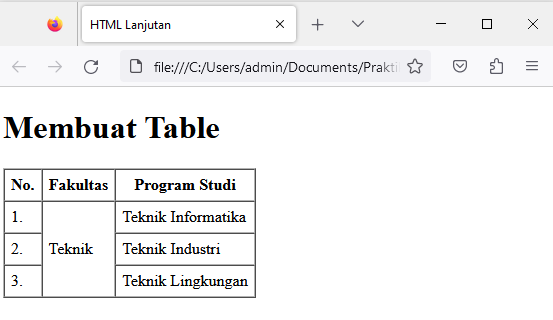 HTML Lanjutan
file:///C:/Users/admin/Documents/Prakti
Membuat Table
No. Fakultas Program Studi
1. Teknik Informatika
2. Teknik Teknik Industri
3. Teknik Lingkungan